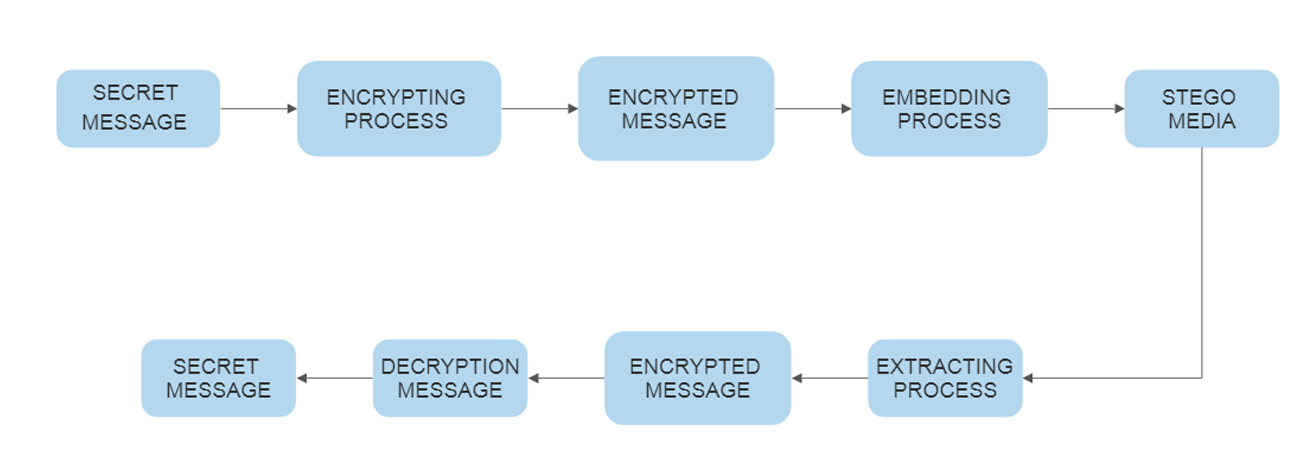 SECRET
MESSAGE
ENCRYPTING
PROCESS
ENCRYPTED
MESSAGE
EMBEDDING
PROCESS
STEGO
MEDIA
SECRET
MESSAGE
DECRYPTION
MESSAGE
ENCRYPTED
MESSAGE
EXTRACTING
PROCESS